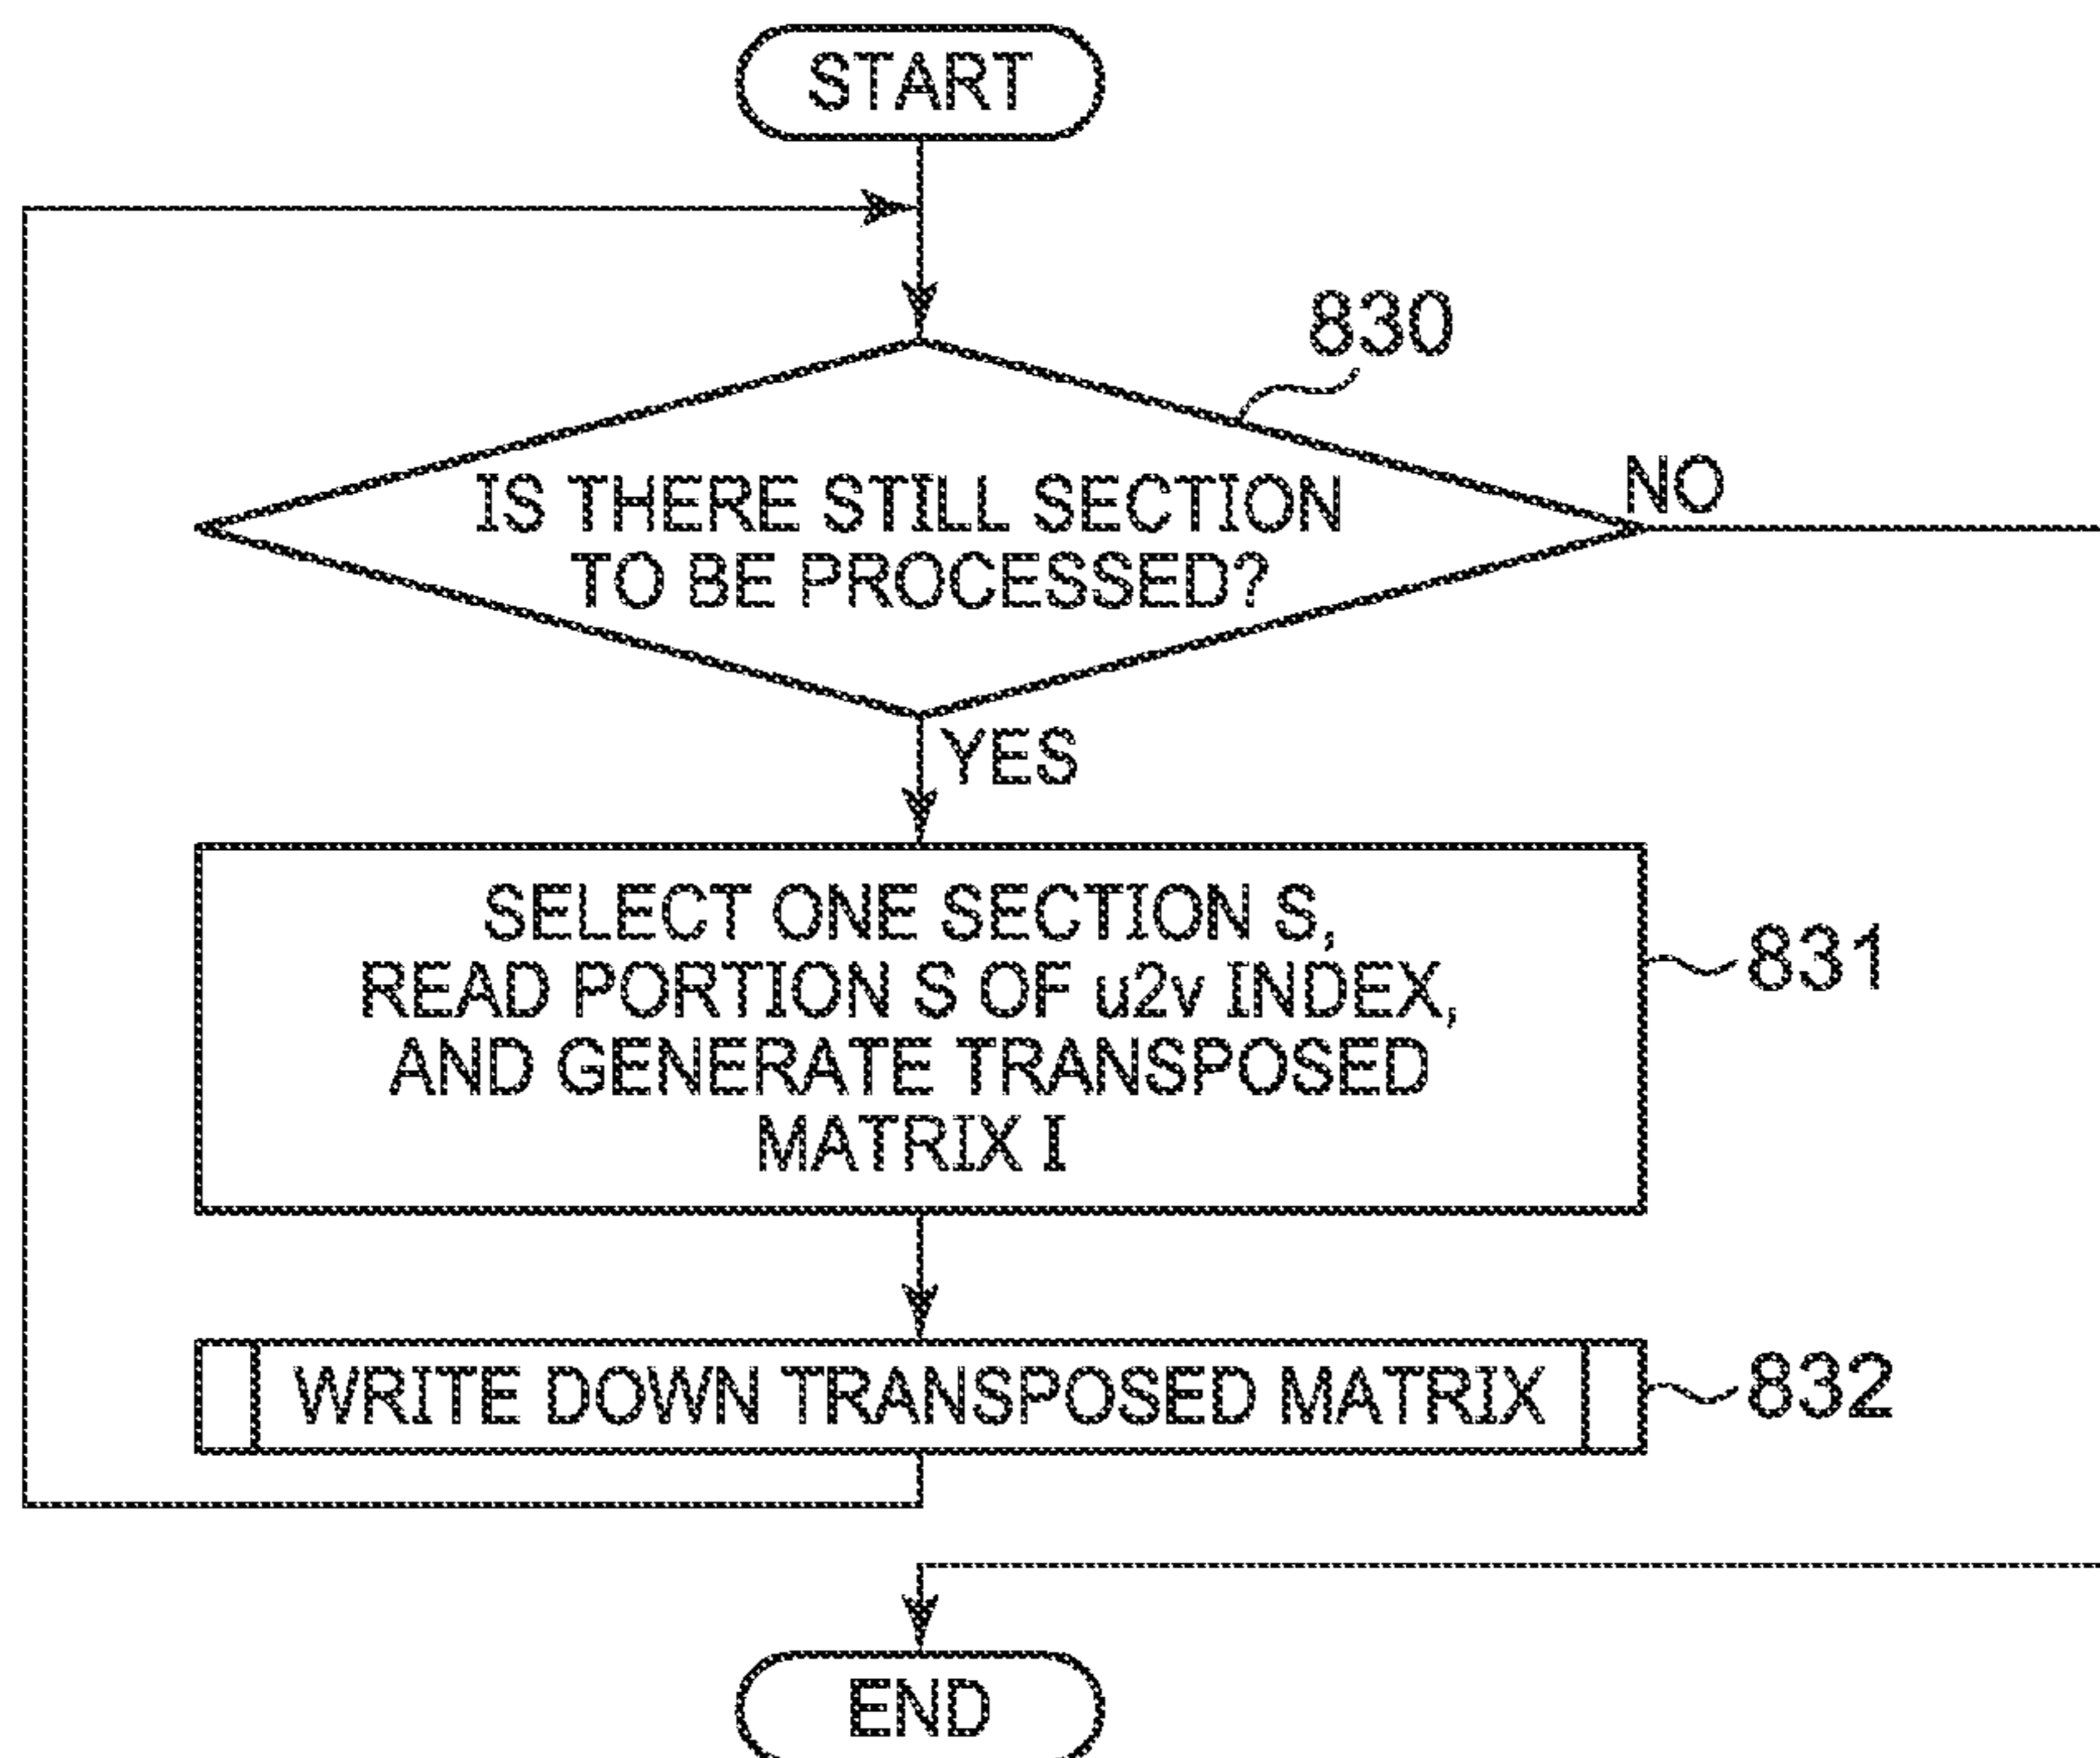 START
830
IS THERE STILL SECTION
TO BE PROCESSED?
NO
YES
SELECT ONE SECTION S,
READ PORTION S OF u2v INDEX,
AND GENERATE TRANSPOSED
MATRIX I
831
WRITE DOWN TRANSPOSED MATRIX
832
END